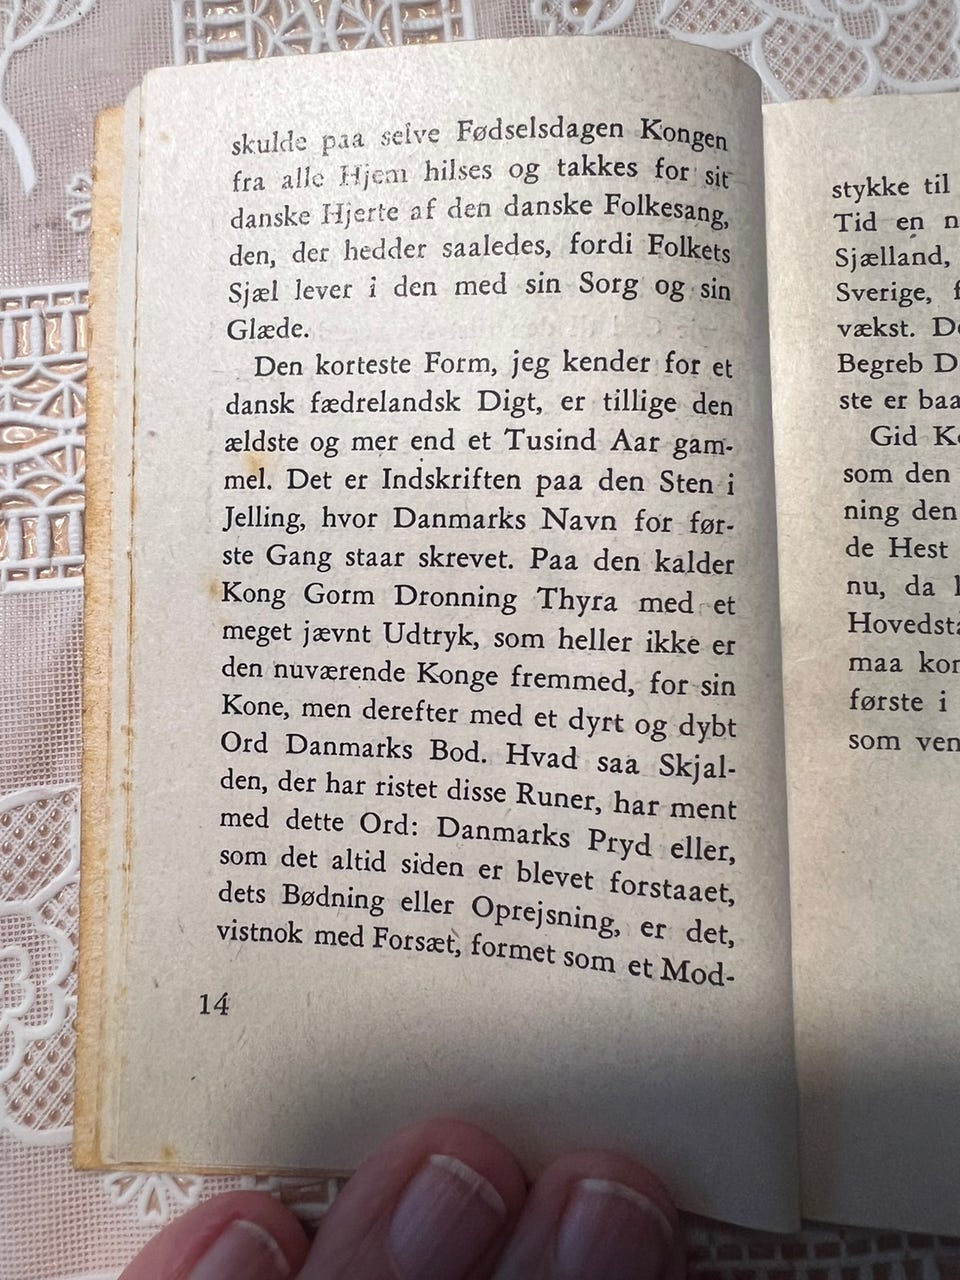 skulde paa selve Fødselsdagen Kongen
fra alle Hjem hilses og takkes for sit
danske Hjerte af den danske Folkesang,
den, der hedder saaledes, fordi Folkets
Sjæl lever i den med sin Sorg og sin
Glæde.
Den korteste Form, jeg kender for et
dansk fædrelandsk Digt, er tillige den
ældste og mer end et Tusind Aar gam-
mel. Det er Indskriften paa den Sten i
Jelling, hvor Danmarks Navn for før-
ste Gang staar skrevet. Paa den kalder
Kong Gorm Dronning Thyra med et
meget jævnt Udtryk, som heller ikke er
den nuværende Konge fremmed, for sin
Kone, men derefter med et dyrt og dybt
Ord Danmarks Bod. Hvad saa Skjal-
den, der har ristet disse Runer, har ment
med dette Ord: Danmarks Pryd eller,
som det altid siden er blevet forstaaet,
dets Bødning eller Oprejsning, er det,
vistnok med Forsæt, formet som et Mod-
14
stykke til
Tid en n
Sjælland,
Sverige, f
vækst. De
Begreb D
ste er baa
Gid K
som den
ning den
de Hest
nu, da
Hovedsta
maa kor
første i
som ven